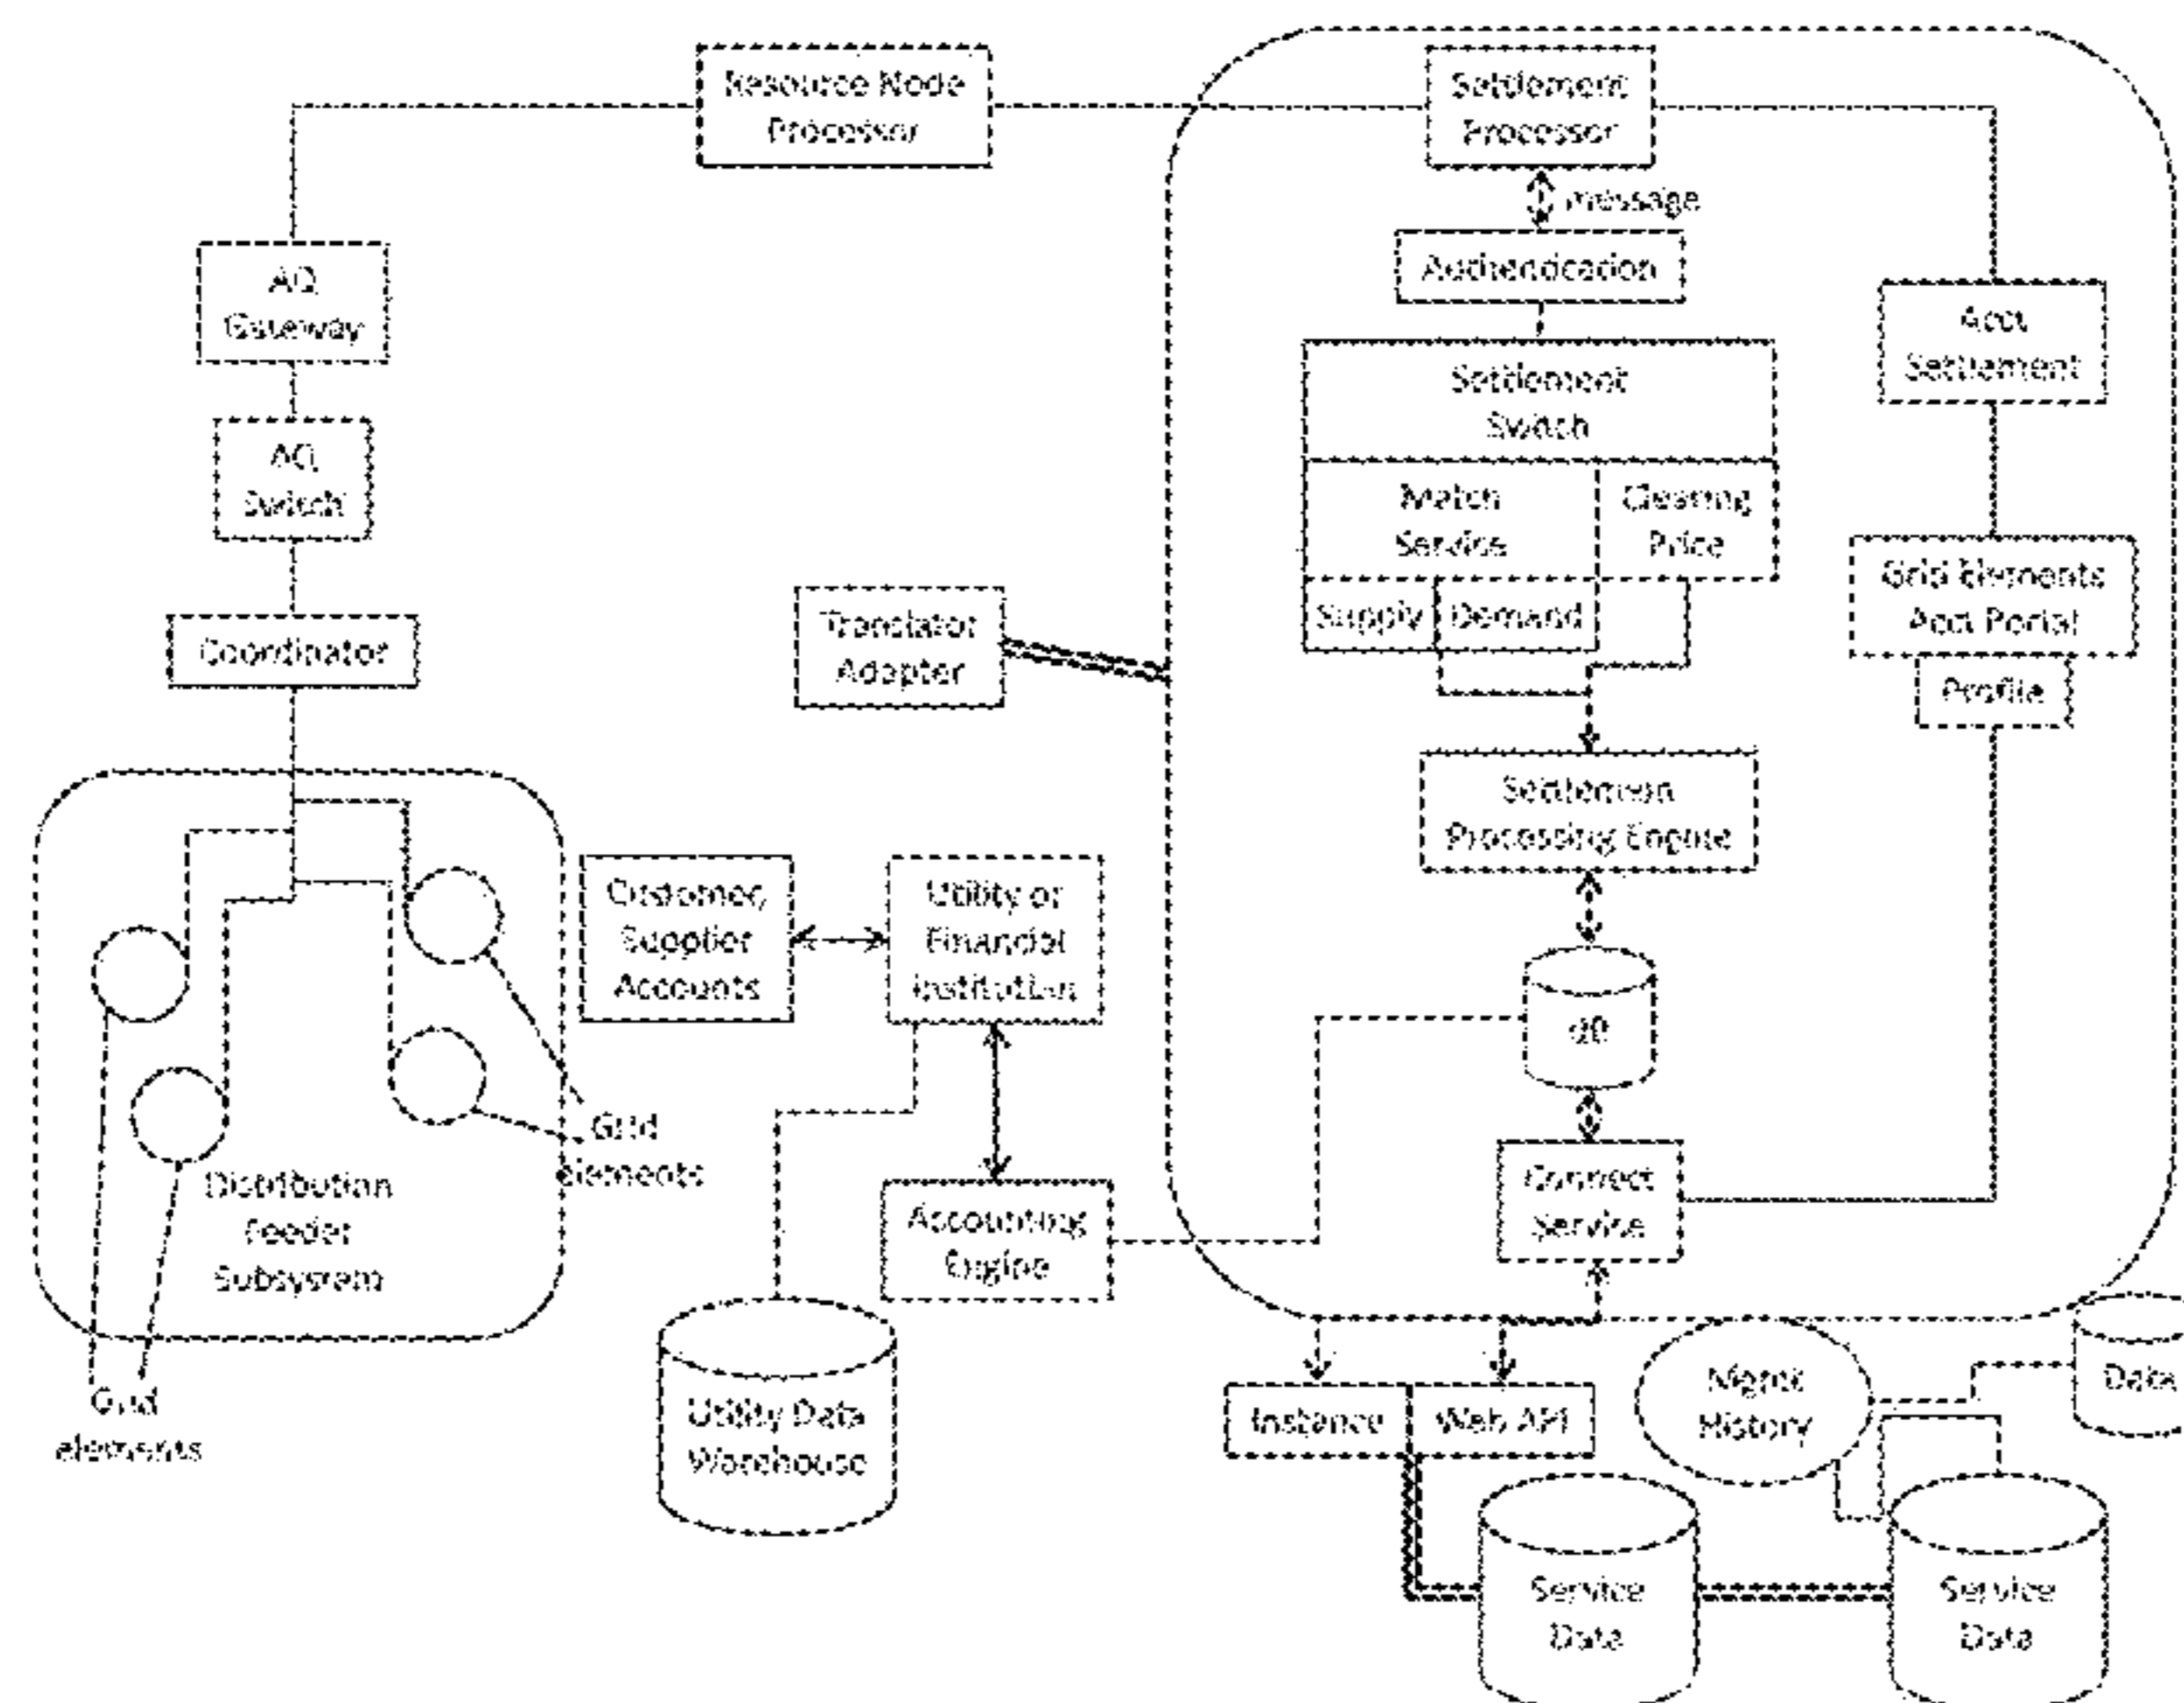 Resource Node
Processor
Settlement
Processor
message
Authentication
AQ
Gateway
Acct
Settlement
Settlement
Switch
AQ
Switch
Match
Service
Clearing
Price
Supply
Demand
Grid Elements
Acct Portal
Profile
Coordinator
Translator
Adapter
Settlement
Processing Engine
Customer,
Supplier
Accounts
Utility or
Financial
Institution
Grid
elements
Distribution
Feeder
Subsystem
Connect
Service
Accounting
Engine
Grid
elements
Utility Data
Warehouse
Instance
Web API
Mgmt
History
Data
Service
Data
Service
Data